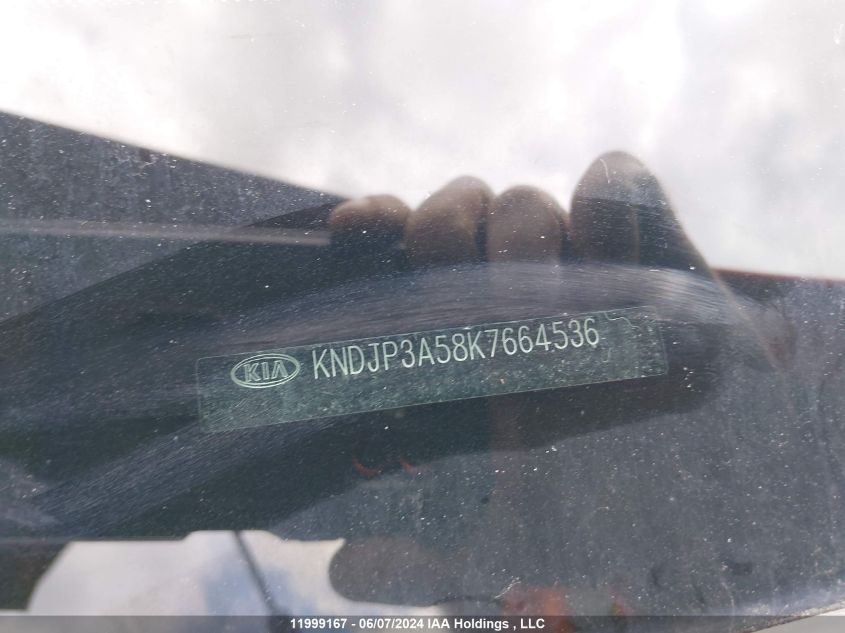 KIA KNDJP3A58K7664536
11999167 - 06/07/2024 IAA Holdings , LLC